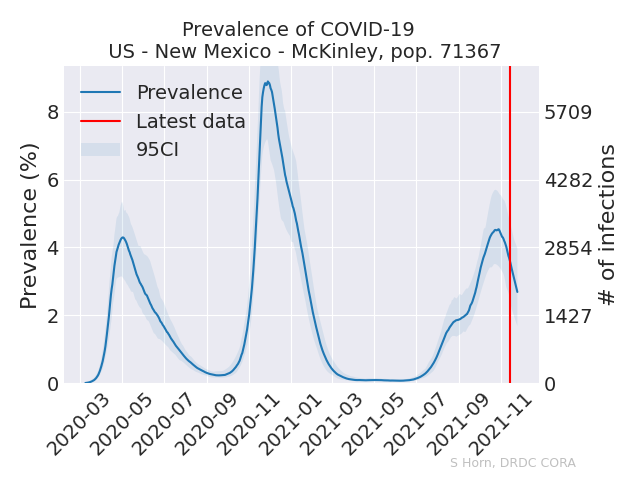 Prevalence of COVID-19
US - New Mexico - McKinley, pop. 71367
Prevalence
Latest data
95CI
Prevalence (%)
8
6
4
2
0
5709
4282
2854
1427
0
# of infections
2020-03
2020-05
2020-07
2020-09
2020-11
2021-01
2021-03
2021-05
2021-07
2021-09
2021-11
S Horn, DRDC CORA